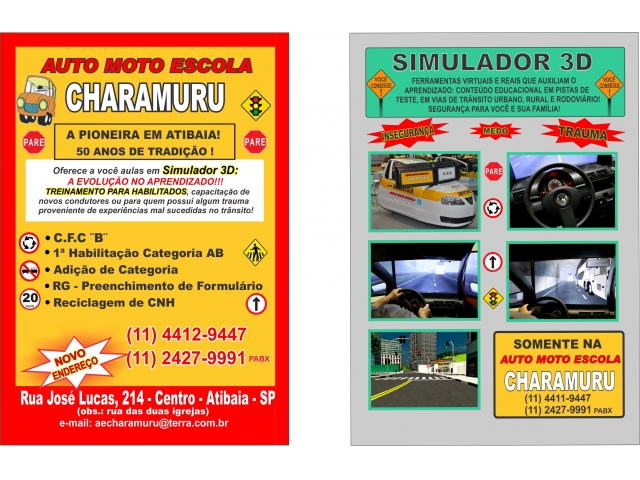 AUTO MOTO ESCOLA
CHARAMURU
A PIONEIRA EM ATIBAIA!
50 ANOS DE TRADIÇÃO !
PARE
PARE
Oferece a você aulas em Simulador 3D:
A EVOLUÇÃO NO APRENDIZADO!!!
TREINAMENTO PARA HABILITADOS, capacitação de
novos condutores ou para quem possui algum trauma
proveniente de experiências mal sucedidas no trânsito!
• C.F.C ¨B¨
• 1ª Habilitação Categoria AB
• Adição de Categoria
• RG - Preenchimento de Formulário
• Reciclagem de CNH
20
(11) 4412-9447
(11) 2427-9991 PABX
NOVO
ENDEREÇO
Rua José Lucas, 214 - Centro - Atibaia - SP
(obs.: rua das duas igrejas)
e-mail: aecharamuru@terra.com.br
SIMULADOR 3D
VOCÊ
CONSEGUE
!
VOCÊ
CONSEGUE
!
FERRAMENTAS VIRTUAIS E REAIS QUE AUXILIAM O
APRENDIZADO: CONTEÚDO EDUCACIONAL EM PISTAS DE
TESTE, EM VIAS DE TRÂNSITO URBANO, RURAL E RODOVIÁRIO!
SEGURANÇA PARA VOCÊ E SUA FAMÍLIA!
INSEGURANÇA
MEDO
TRAUMA
PARE
SOMENTE NA
AUTO MOTO ESCOLA
CHARAMURU
(11) 4411-9447
(11) 2427-9991 PABX